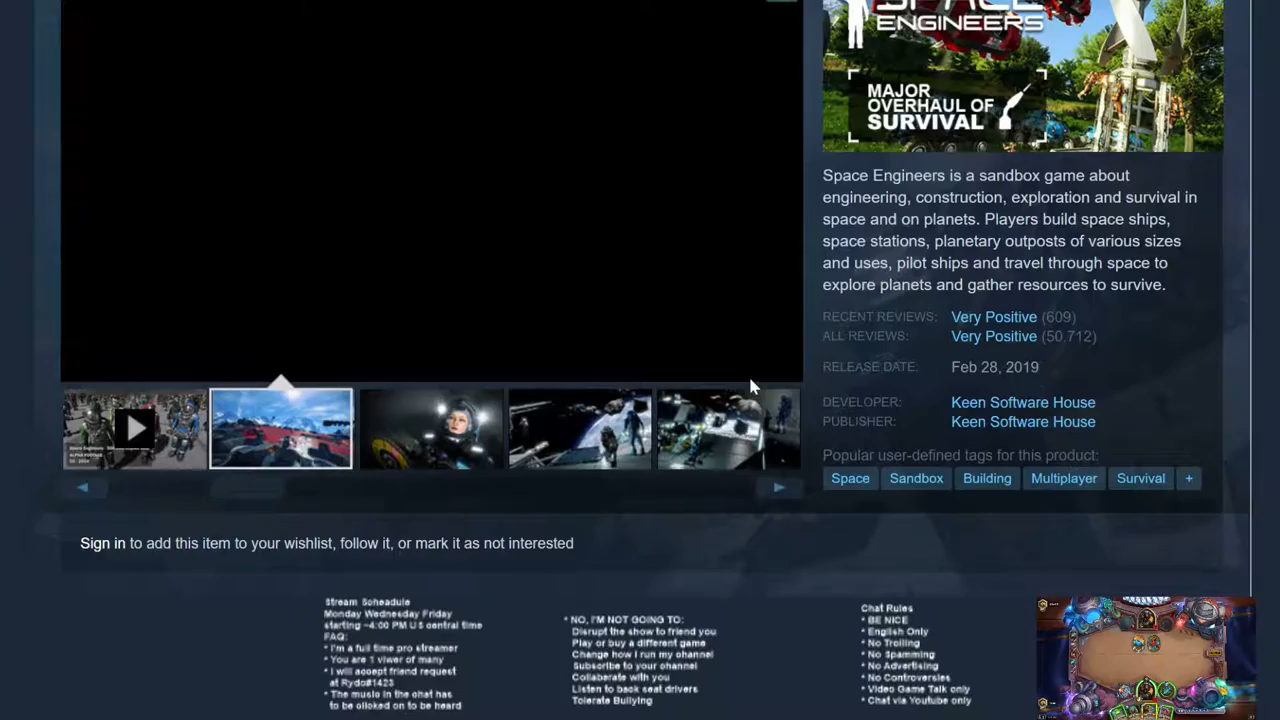 SPACE
ENGINEERS
MAJOR
OVERHAUL OF
SURVIVAL
Space Engineers is a sandbox game about
engineering, construction, exploration and survival in
space and on planets. Players build space ships,
space stations, planetary outposts of various sizes
and uses, pilot ships and travel through space to
explore planets and gather resources to survive.
RECENT REVIEWS: Very Positive (609)
ALL REVIEWS: Very Positive (50,712)
RELEASE DATE: Feb 28, 2019
DEVELOPER: Keen Software House
PUBLISHER: Keen Software House
Popular user-defined tags for this product:
Space Sandbox Building Multiplayer Survival +
Sign in to add this item to your wishlist, follow it, or mark it as not interested
Stream Scheadule
Monday Wednesday Friday
starting ~4:00 PM US central time
FAQ:
* I'm a full time pro streamer
* You are 1 viwer of many
* I will accept friend request
at Rydo#1423
* The music in the chat has
to be clicked on to be heard
* NO, I'M NOT GOING TO:
Disrupt the show to friend you
Play or buy a different game
Change how I run my channel
Subscribe to your channel
Collaberate with you
Listen to back seat drivers
Tolerate Bullying
Chat Rules
* BE NICE
* English Only
* No Trolling
* No Spamming
* No Advertising
* No Controversies
* Video Game Talk only
* Chat via Youtube only